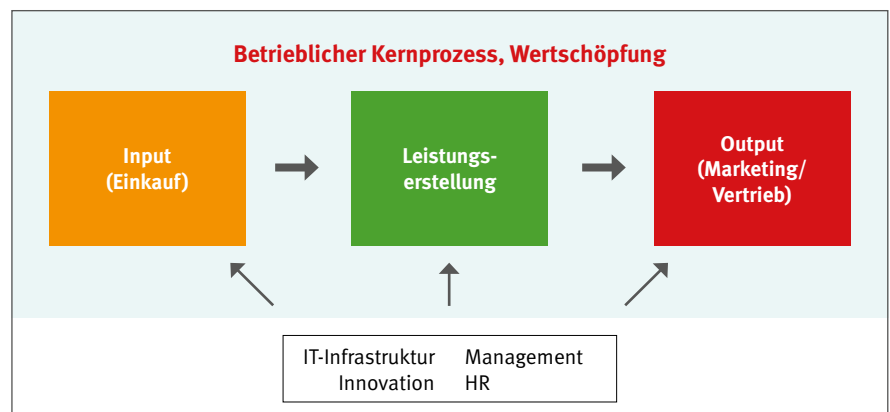 Betrieblicher Kernprozess, Wertschöpfung
Input
(Einkauf)
Leistungs-
erstellung
Output
(Marketing/
Vertrieb)
IT-Infrastruktur Management
Innovation HR